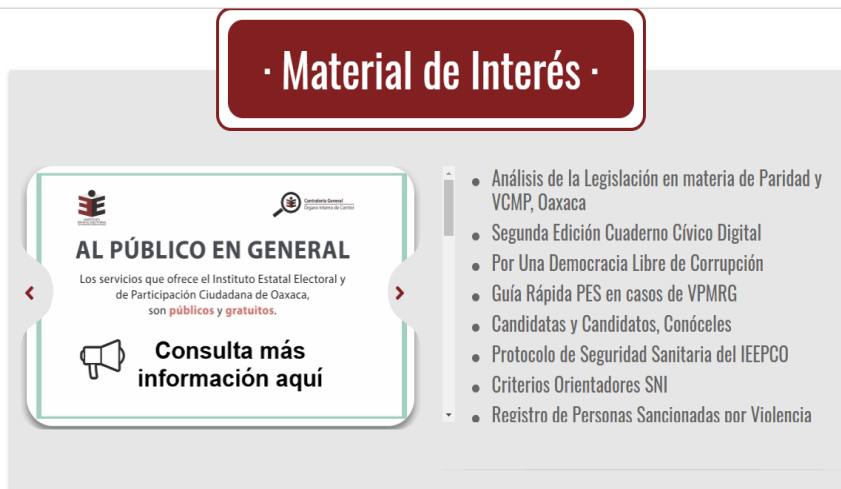 · Material de Interés ·
Contraloría General
Órgano Interno de Control
AL PÚBLICO EN GENERAL
Los servicios que ofrece el Instituto Estatal Electoral y
de Participación Ciudadana de Oaxaca,
son públicos y gratuitos.
Consulta más
información aquí
Análisis de la Legislación en materia de Paridad y
VCMP, Oaxaca
Segunda Edición Cuaderno Cívico Digital
Por Una Democracia Libre de Corrupción
Guía Rápida PES en casos de VPMRG
Candidatas y Candidatos, Conóceles
Protocolo de Seguridad Sanitaria del IEEPCO
Criterios Orientadores SNI
Registro de Personas Sancionadas por Violencia